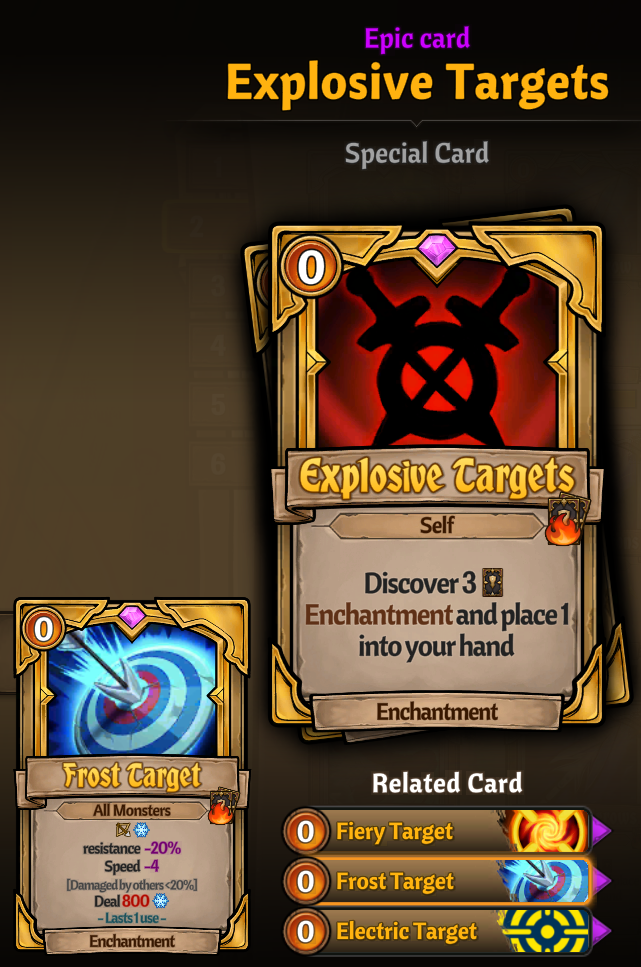 Epic card
Explosive Targets
Special Card
0
Explosive Targets
Self
Discover 3
Enchantment and place 1
into your hand
Enchantment
0
Frost Target
All Monsters
resistance -20%
Speed -4
[Damaged by others <20%]
Deal 800
- Lasts 1 use -
Enchantment
Related Card
0 Fiery Target
0 Frost Target
0 Electric Target